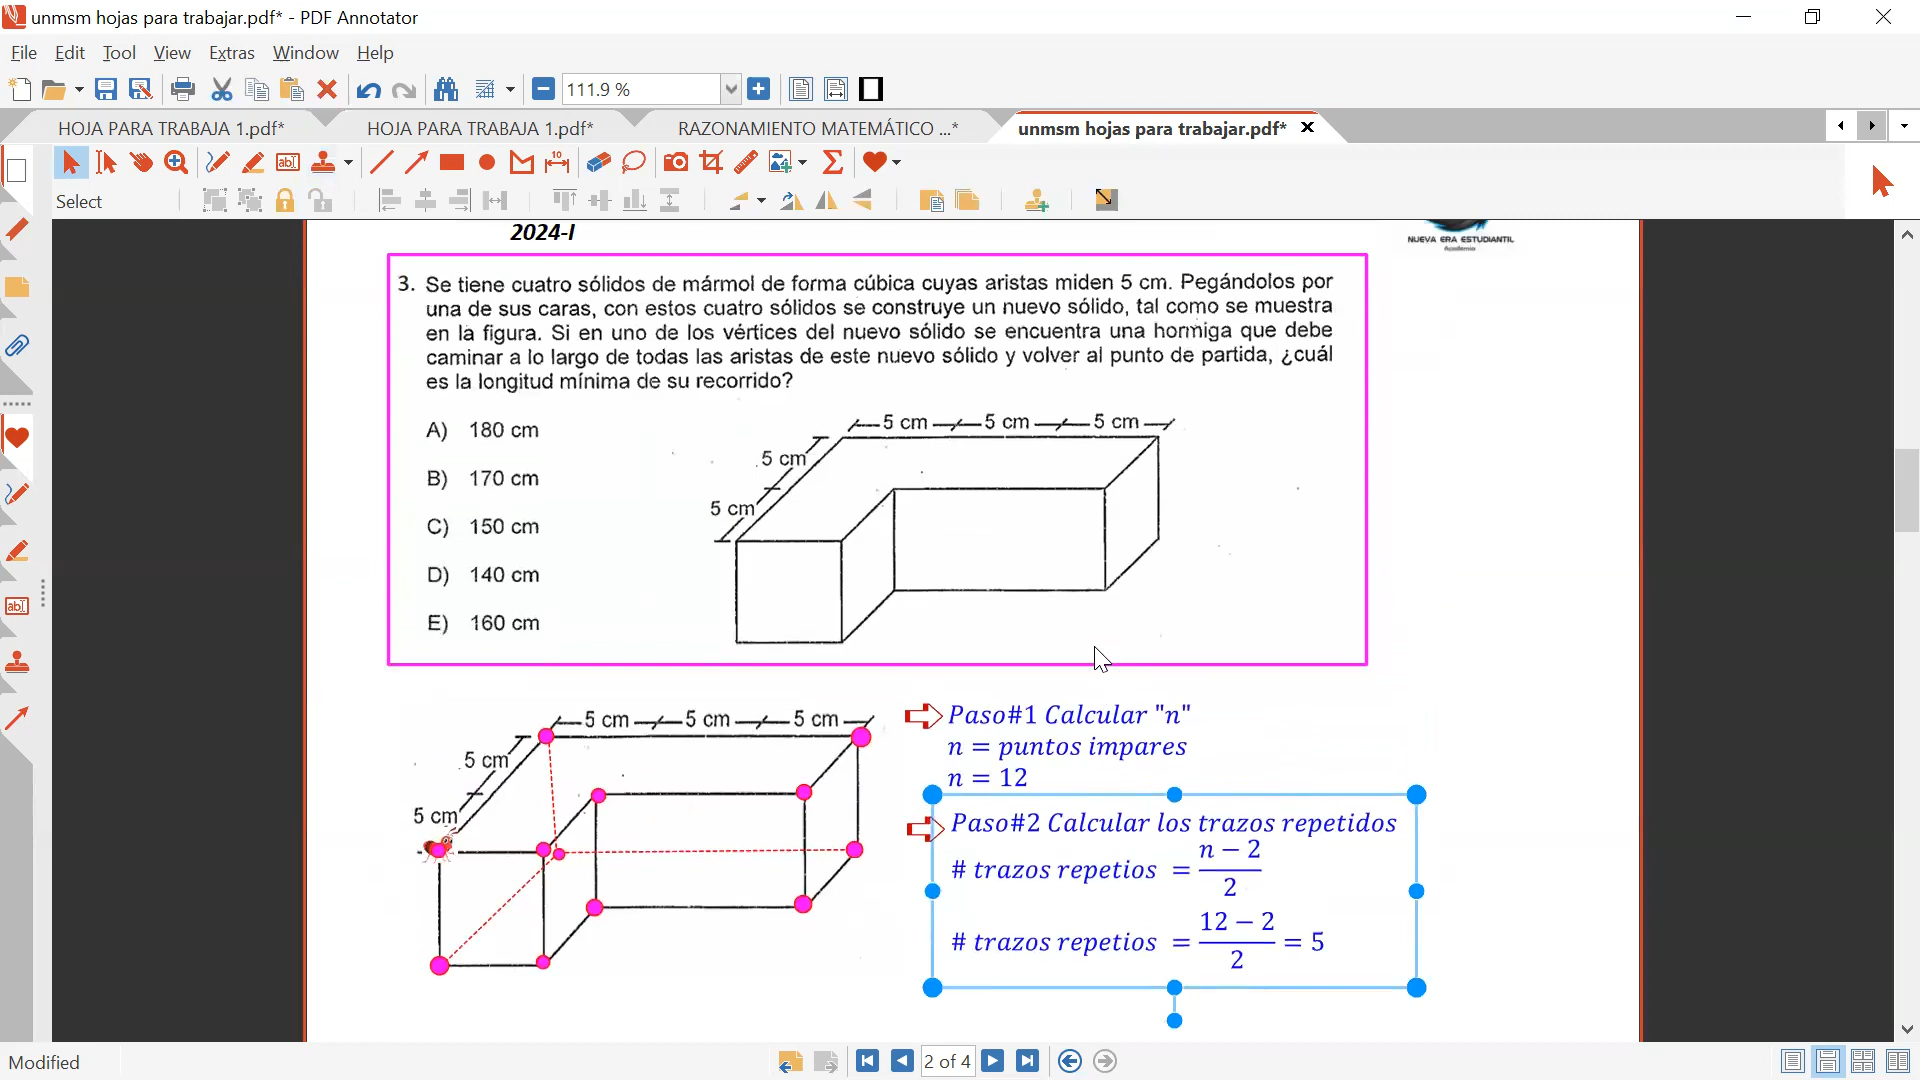 unmsm hojas para trabajar.pdf* - PDF Annotator
File Edit Tool View Extras Window Help
111.9 %
HOJA PARA TRABAJA 1.pdf*
HOJA PARA TRABAJA 1.pdf*
RAZONAMIENTO MATEMÁTICO ...*
unmsm hojas para trabajar.pdf*
Select
2024-I
NUEVA ERA ESTUDIANTIL
Academia
3. Se tiene cuatro sólidos de mármol de forma cúbica cuyas aristas miden 5 cm. Pegándolos por
una de sus caras, con estos cuatro sólidos se construye un nuevo sólido, tal como se muestra
en la figura. Si en uno de los vértices del nuevo sólido se encuentra una hormiga que debe
caminar a lo largo de todas las aristas de este nuevo sólido y volver al punto de partida, ¿cuál
es la longitud mínima de su recorrido?
A) 180 cm
B) 170 cm
C) 150 cm
D) 140 cm
E) 160 cm
5 cm 5 cm 5 cm
5 cm
5 cm
5 cm 5 cm 5 cm
5 cm
5 cm
Paso#1 Calcular "n"
n = puntos impares
n = 12
Paso#2 Calcular los trazos repetidos
# trazos repetios = n − 2 / 2
# trazos repetios = 12 − 2 / 2 = 5
Modified
2 of 4